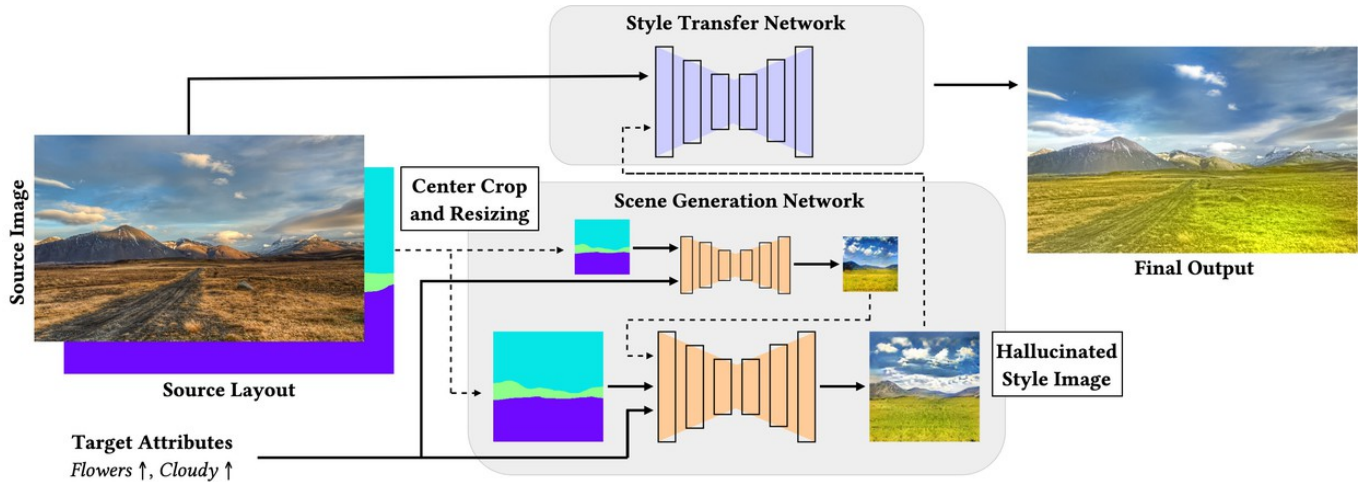 Style Transfer Network
Source Image
Center Crop
and Resizing
Scene Generation Network
Final Output
Hallucinated
Style Image
Source Layout
Target Attributes
Flowers ↑, Cloudy ↑